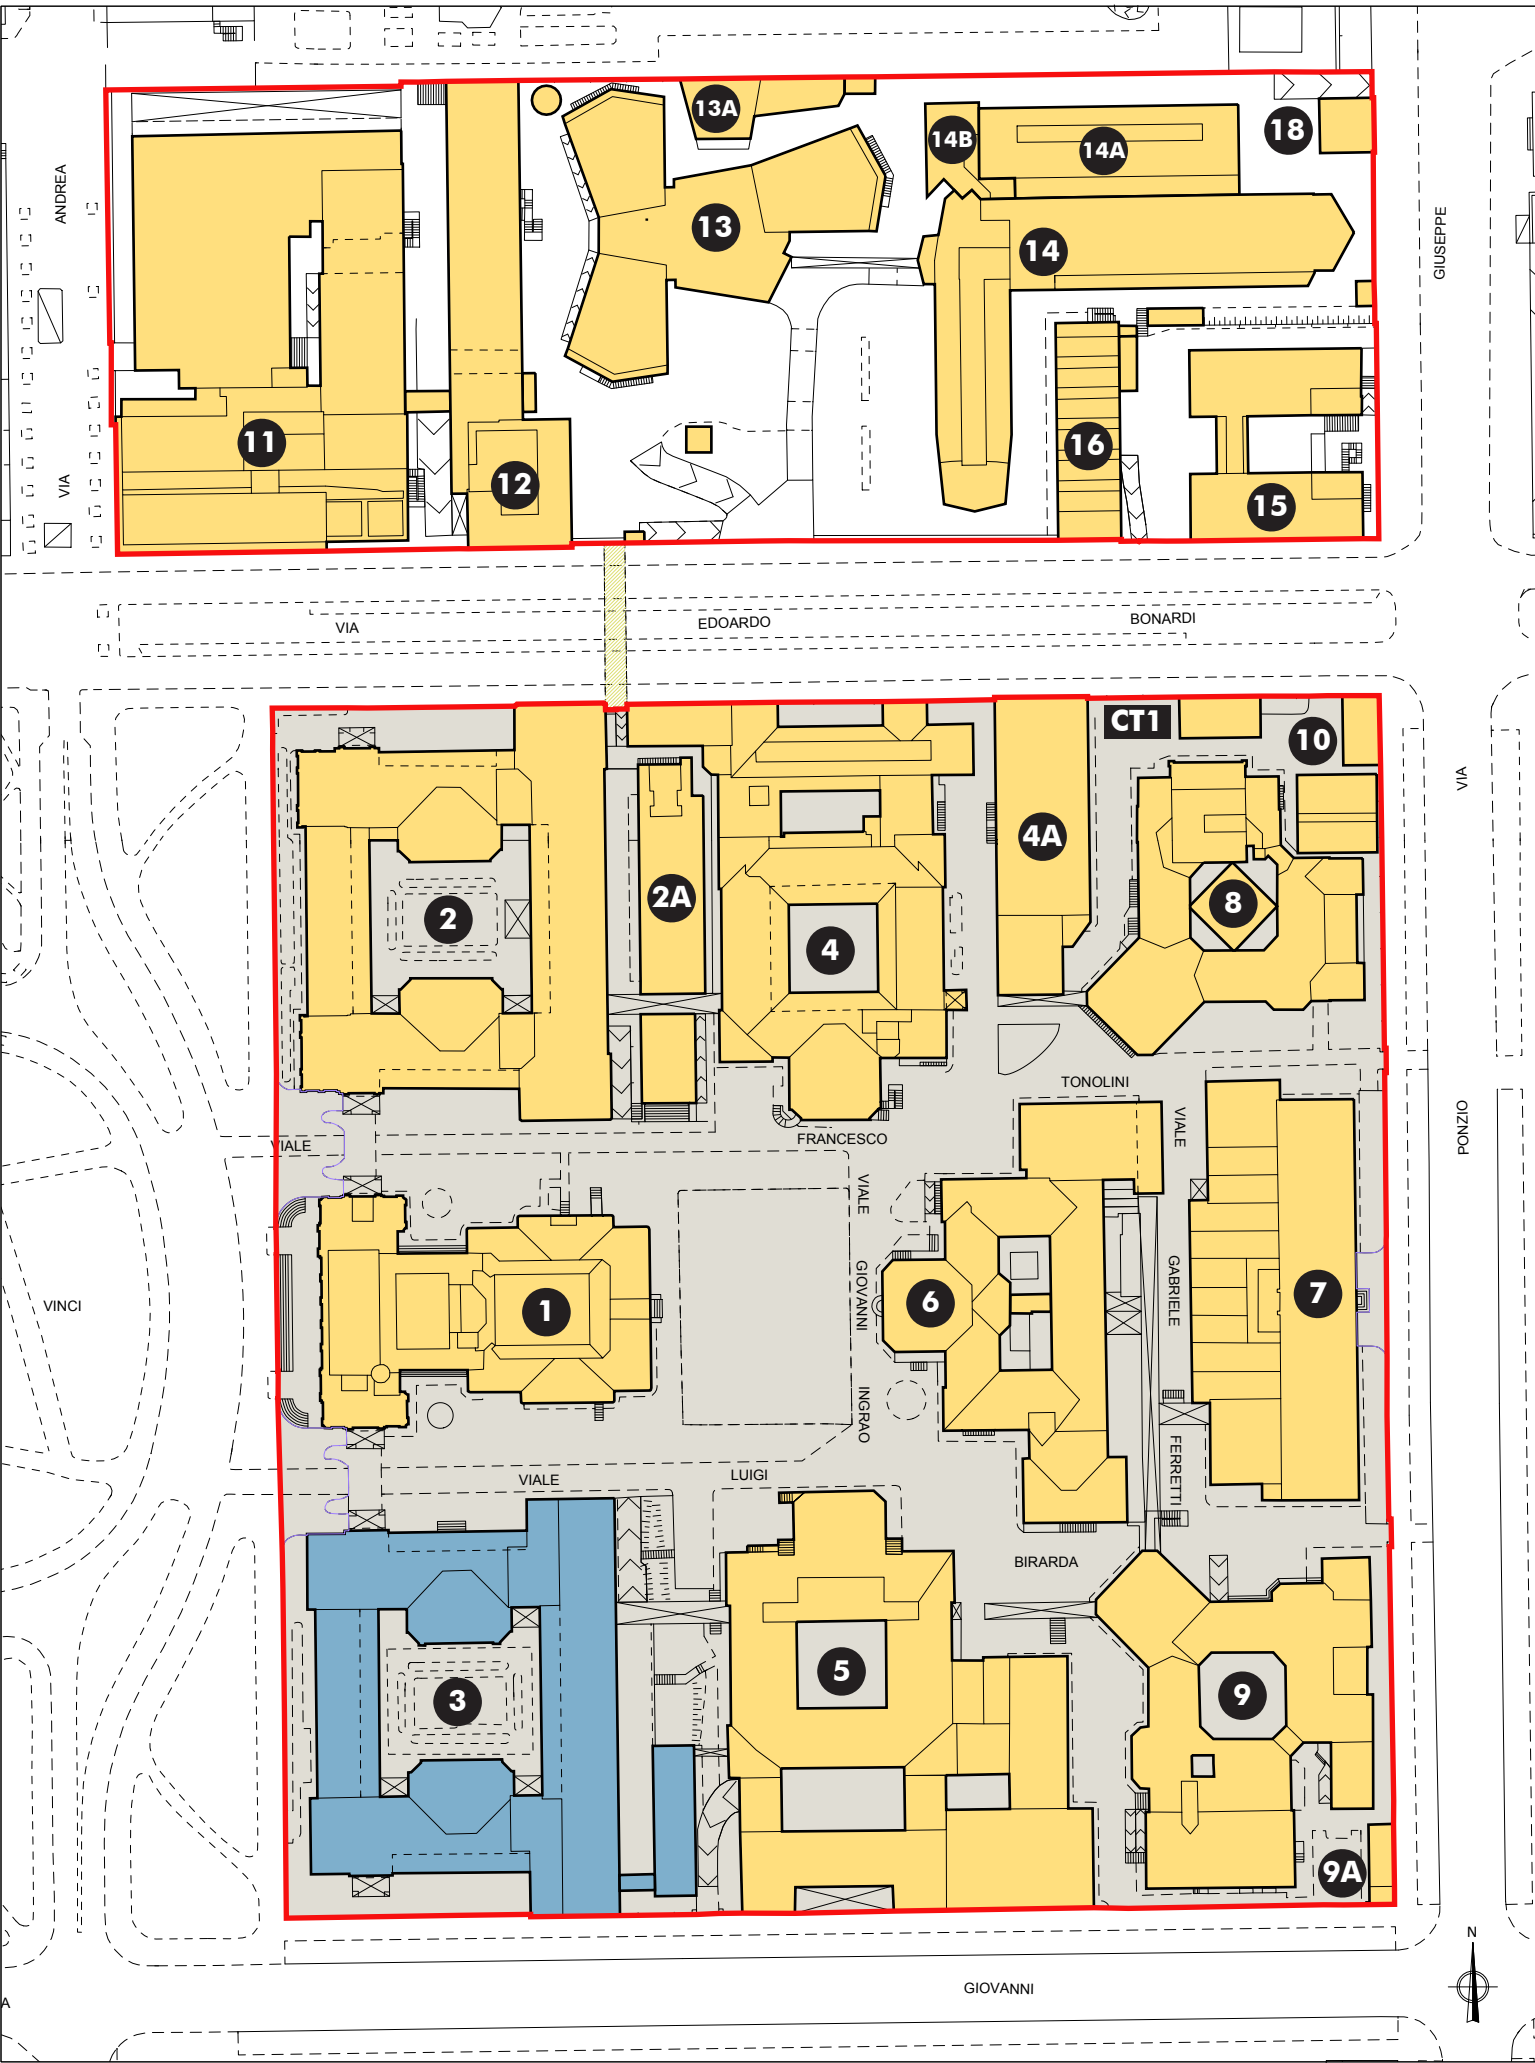 13A
14B
14A
18
ANDREA
13
GIUSEPPE
14
11
16
12
VIA
15
VIA
EDOARDO
BONARDI
CT1
10
VIA
4A
2A
8
2
4
TONOLINI
VIALE
PONZIO
FRANCESCO
VIALE
VIALE
GIOVANNI
GABRIELE
7
6
VINCI
1
INGRAO
FERRETTI
LUIGI
VIALE
BIRARDA
5
3
9
9A
N
GIOVANNI
A